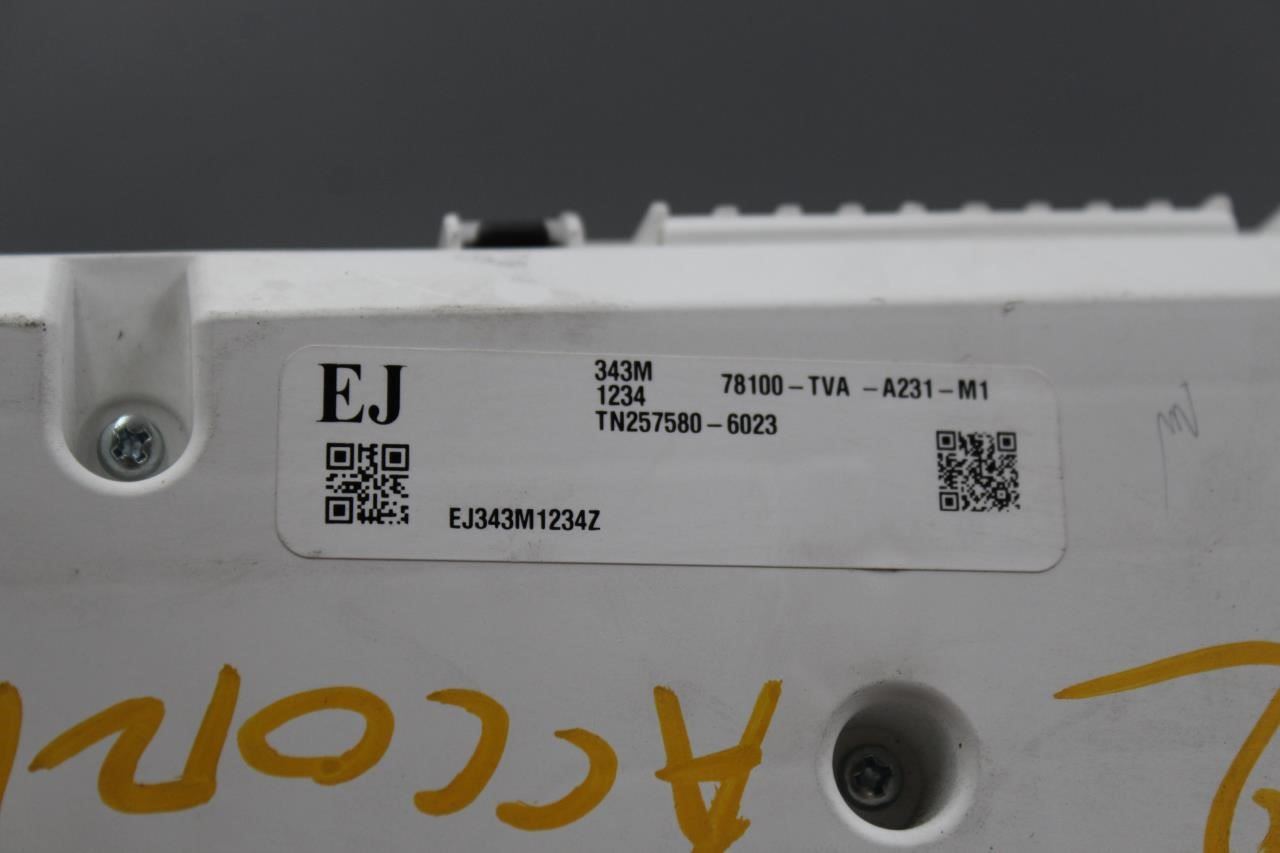 EJ
343M
1234
78100-TVA-A231-M1
TN257580-6023
EJ343M1234Z
ACCOR